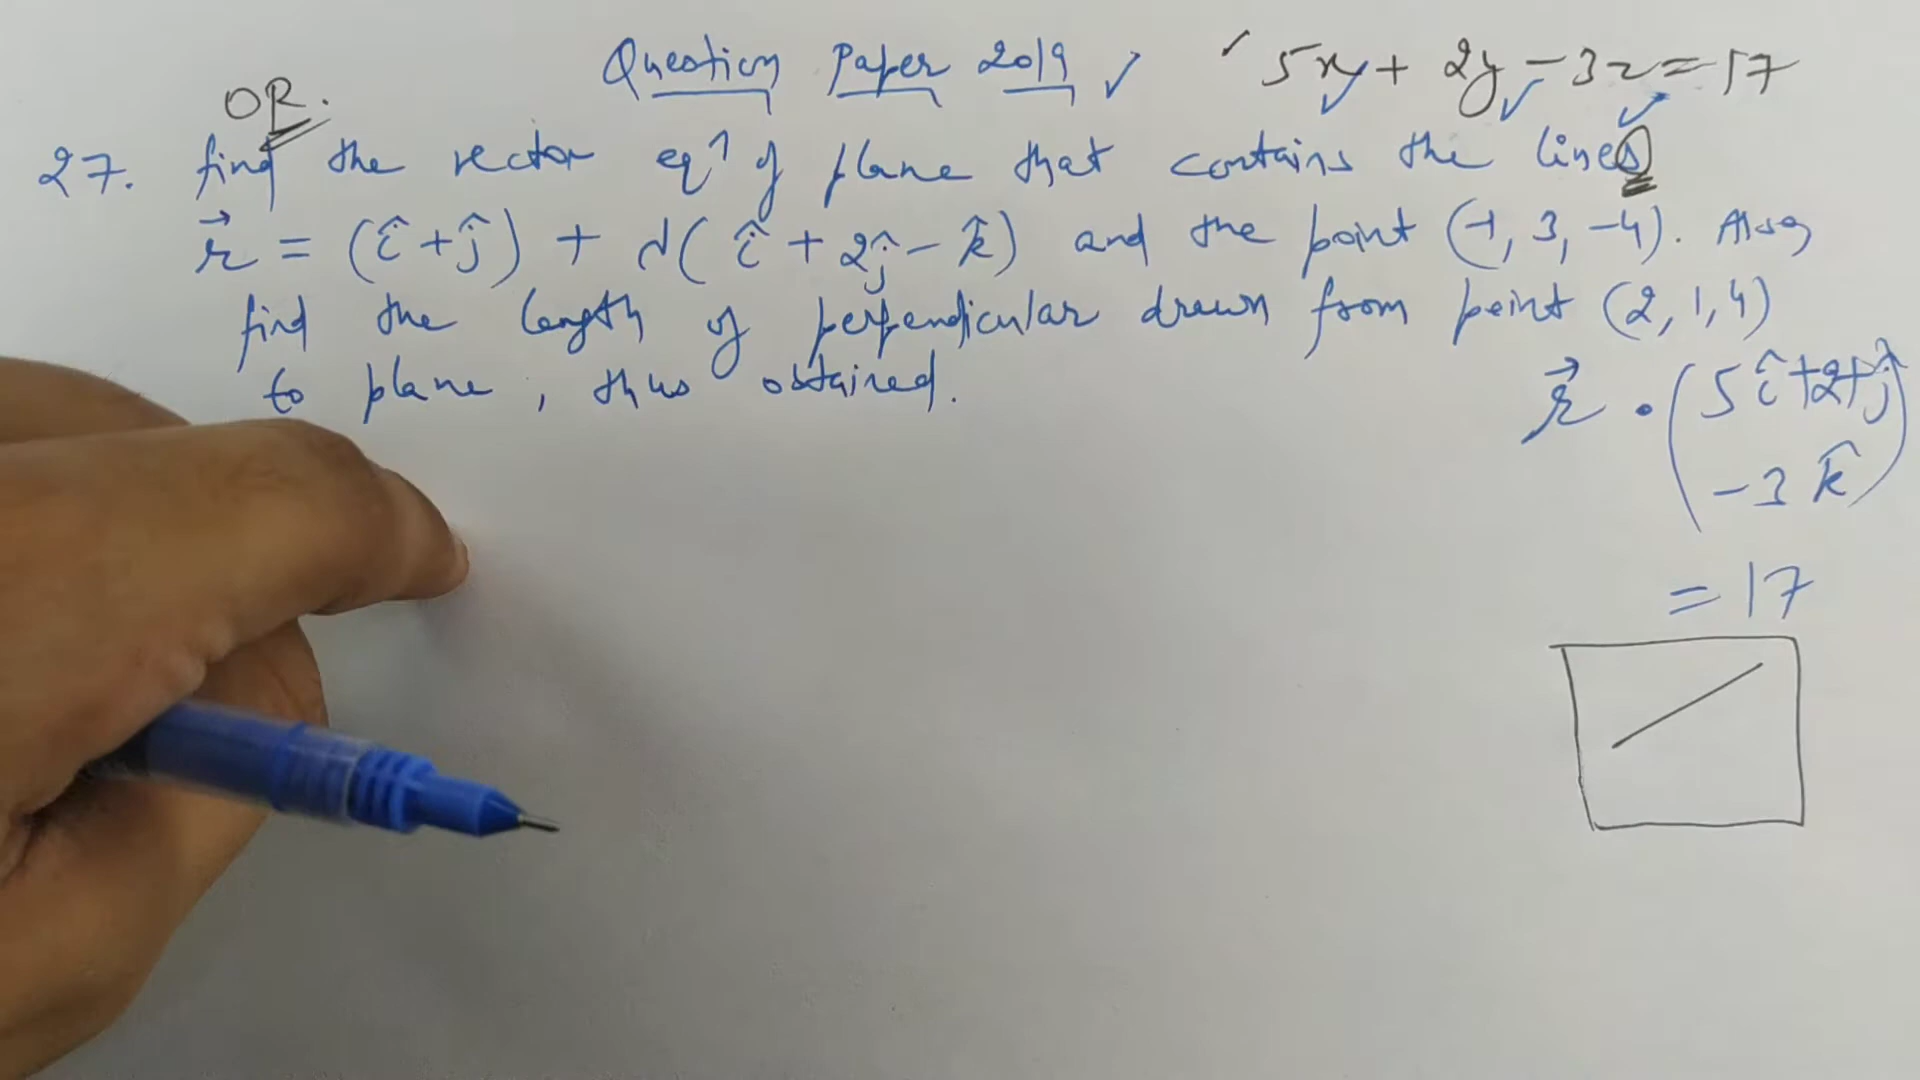 Question Paper 2019 ✓
✓ 5x + 2y - 3z = 17
OR.
27. find the vector eqn of plane that contains the lines
r⃗ = (î + ĵ) + λ(î + 2ĵ - k̂) and the point (-1, 3, -4). Also
find the length of perpendicular drawn from point (2, 1, 4)
to plane, thus obtained.
r⃗ · (5î + 2ĵ
- 3k̂)
= 17